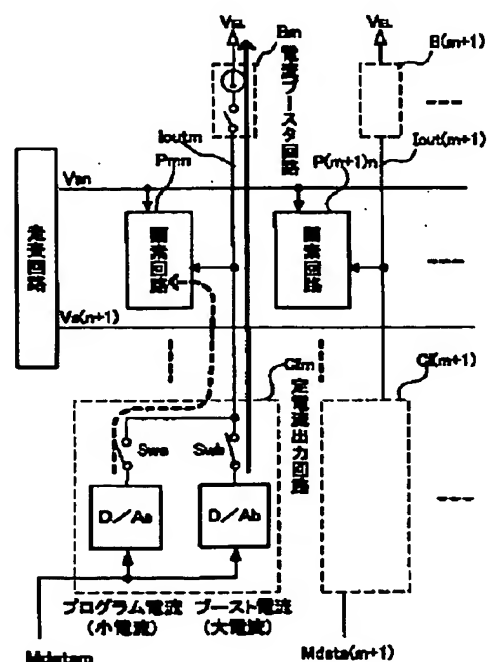 VEL
Bm
VEL
B(m+1)
電流ブースタ回路
Ioutm
Iout(m+1)
Pmn
P(m+1)n
Vsn
走査回路
画素回路
画素回路
Vs(n+1)
CIm
CI(m+1)
定電流出力回路
Swa
Swb
D/Aa
D/Ab
プログラム電流
(小電流)
ブースト電流
(大電流)
Mdatam
Mdata(m+1)